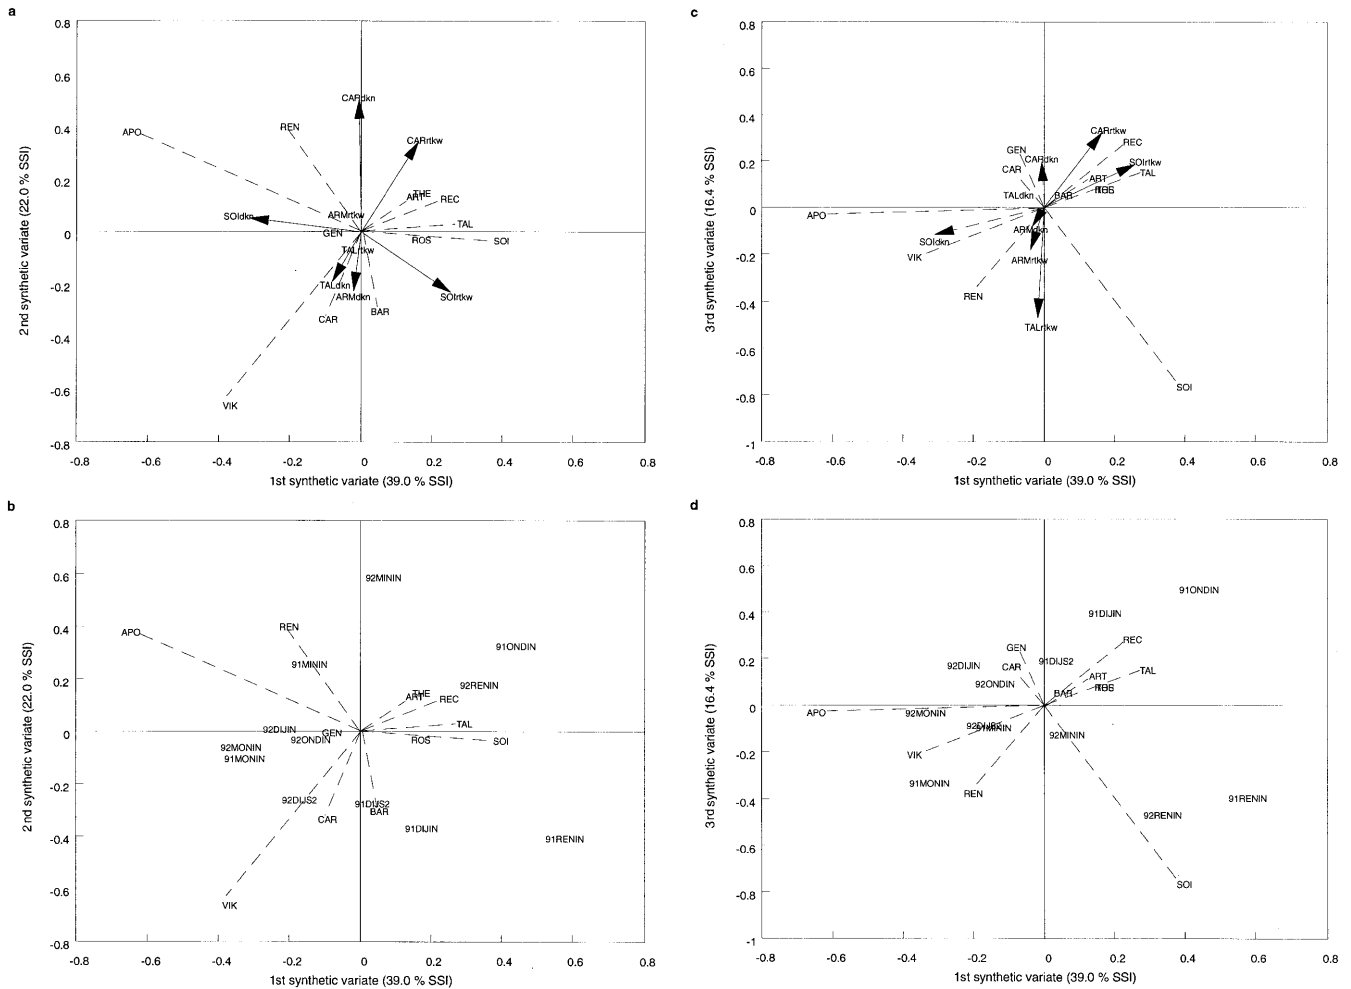 a
0.8
0.6
0.4
0.2
0
-0.2
-0.4
-0.6
-0.8
2nd synthetic variate (22.0 % SSI)
CARdkn
APO
REN
CARrtkw
THE
ART
REC
SOIdkn
ARMrtkw
TAL
GEN
ROS
SOI
TALrtkw
TALdkn
ARMdkn
SOIrtkw
CAR
BAR
VIK
-0.8 -0.6 -0.4 -0.2 0 0.2 0.4 0.6 0.8
1st synthetic variate (39.0 % SSI)
c
0.8
0.6
0.4
0.2
0
-0.2
-0.4
-0.6
-0.8
-1
3rd synthetic variate (16.4 % SSI)
CARrtkw
REC
GEN
CARdkn
SOIrtkw
CAR
TAL
ART
TALdkn
BAR
ROS
APO
ARMdkn
SOIdkn
VIK
ARMrtkw
REN
TALrtkw
SOI
-0.8 -0.6 -0.4 -0.2 0 0.2 0.4 0.6 0.8
1st synthetic variate (39.0 % SSI)
b
0.8
0.6
0.4
0.2
0
-0.2
-0.4
-0.6
-0.8
2nd synthetic variate (22.0 % SSI)
92MININ
APO
REN
91ONDIN
91MININ
92RENIN
THE
ART
REC
TAL
92DIJIN
GEN
92ONDIN
ROS
SOI
92MONIN
91MONIN
92DIJS2
91DIJS2
BAR
CAR
91DIJIN
91RENIN
VIK
-0.8 -0.6 -0.4 -0.2 0 0.2 0.4 0.6 0.8
1st synthetic variate (39.0 % SSI)
d
0.8
0.6
0.4
0.2
0
-0.2
-0.4
-0.6
-0.8
-1
3rd synthetic variate (16.4 % SSI)
91ONDIN
91DIJIN
REC
GEN
91DIJS2
92DIJIN
CAR
TAL
ART
92ONDIN
BAR
ROS
APO
92MONIN
92DIJS2
91MININ
92MININ
VIK
91MONIN
REN
91RENIN
92RENIN
SOI
-0.8 -0.6 -0.4 -0.2 0 0.2 0.4 0.6 0.8
1st synthetic variate (39.0 % SSI)